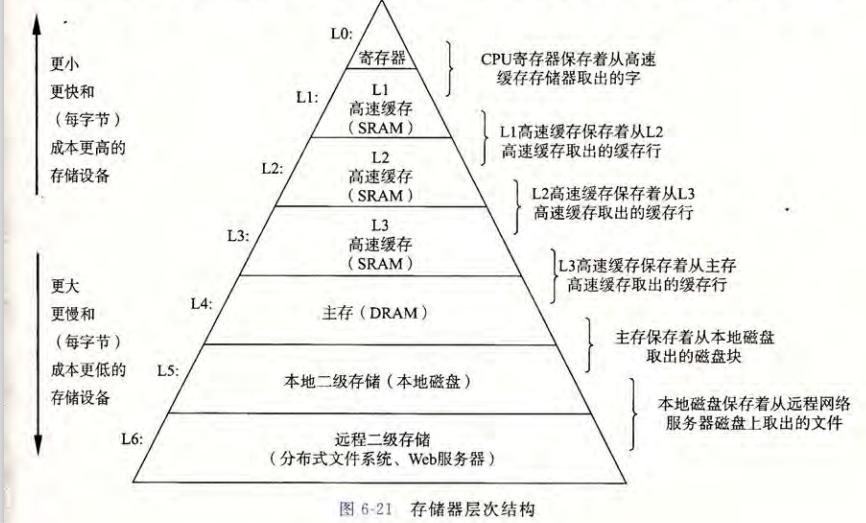 更小
更快和
（每字节）
成本更高的
存储设备
更大
更慢和
（每字节）
成本更低的
存储设备
L0:
寄存器
CPU寄存器保存着从高速
缓存存储器取出的字
L1:
L1
高速缓存
（SRAM）
L1高速缓存保存着从L2
高速缓存取出的缓存行
L2:
L2
高速缓存
（SRAM）
L2高速缓存保存着从L3
高速缓存取出的缓存行
L3:
L3
高速缓存
（SRAM）
L3高速缓存保存着从主存
高速缓存取出的缓存行
L4:
主存（DRAM）
主存保存着从本地磁盘
取出的磁盘块
L5:
本地二级存储（本地磁盘）
本地磁盘保存着从远程网络
服务器磁盘上取出的文件
L6:
远程二级存储
（分布式文件系统、Web服务器）
图 6-21 存储器层次结构